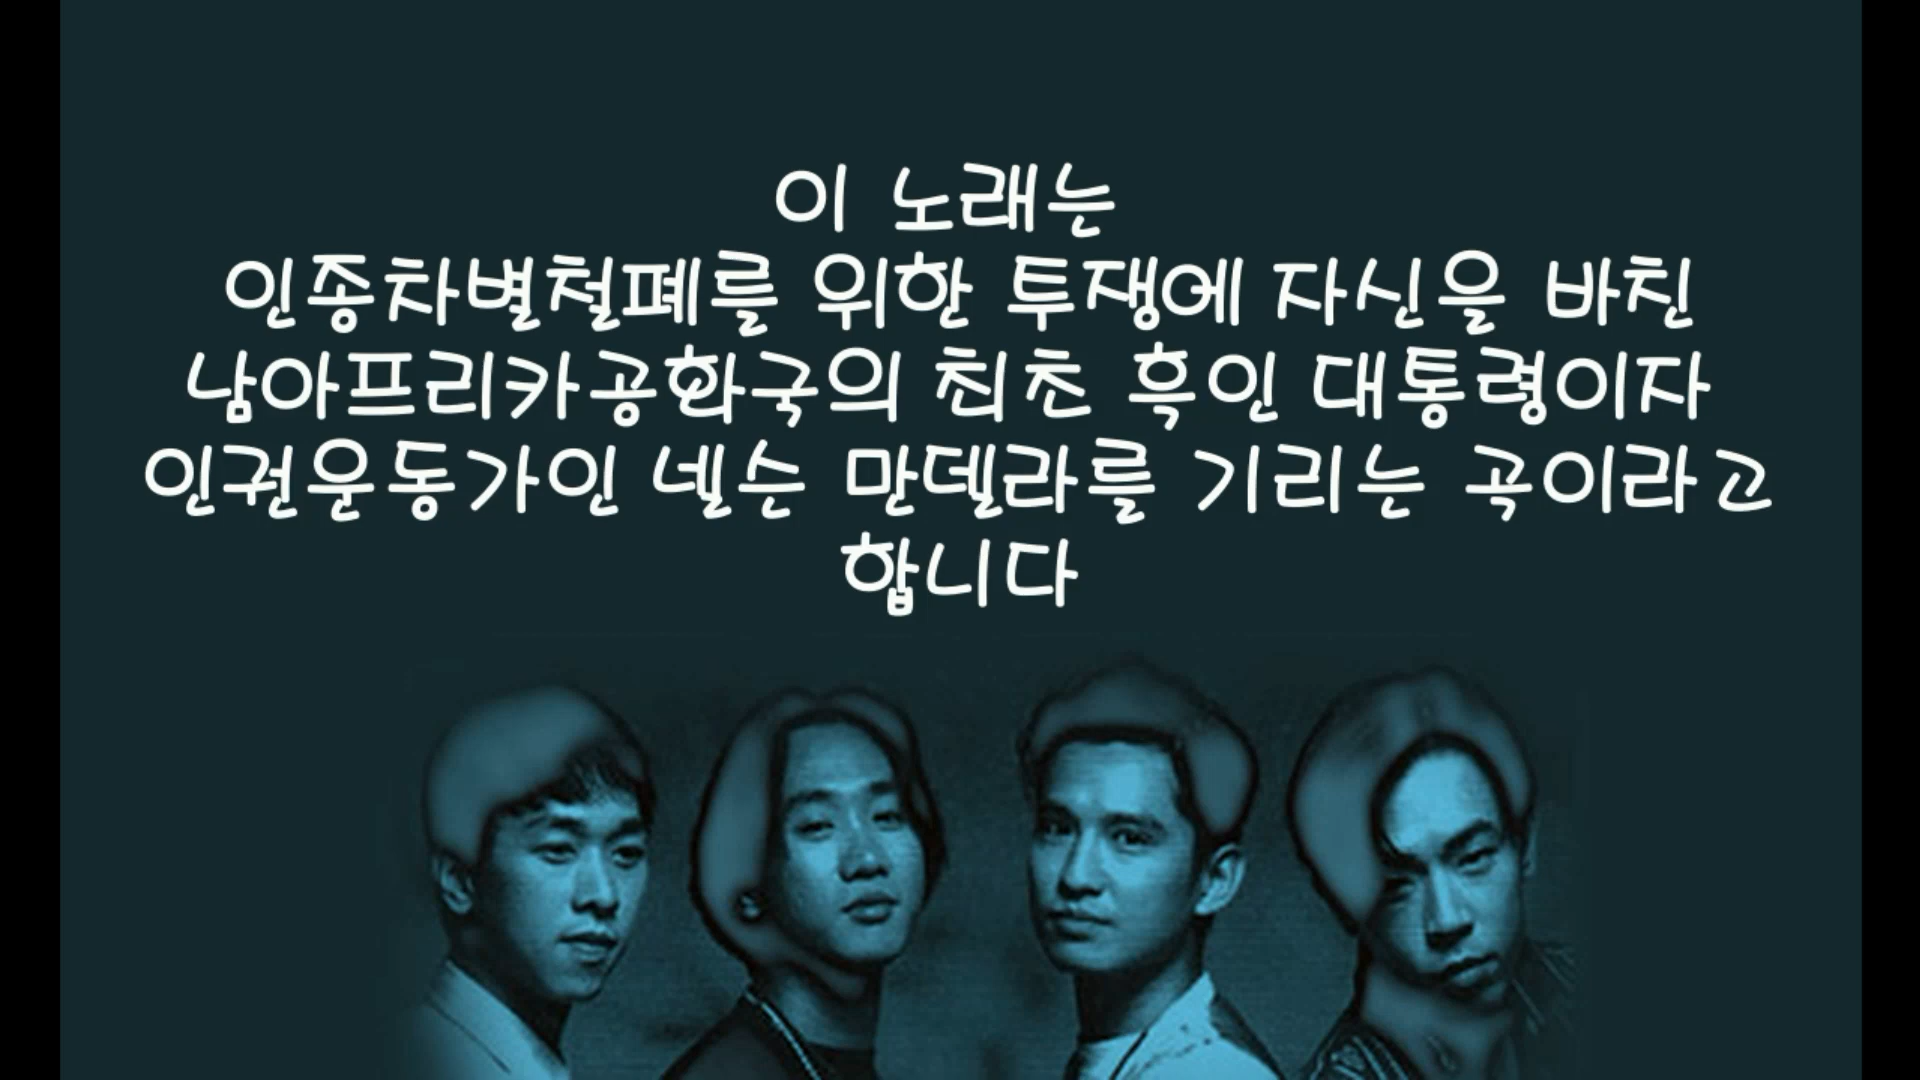 이 노래는
인종차별철폐를 위한 투쟁에 자신을 바친
남아프리카공화국의 최초 흑인 대통령이자
인권운동가인 넬슨 만델라를 기리는 곡이라고
합니다